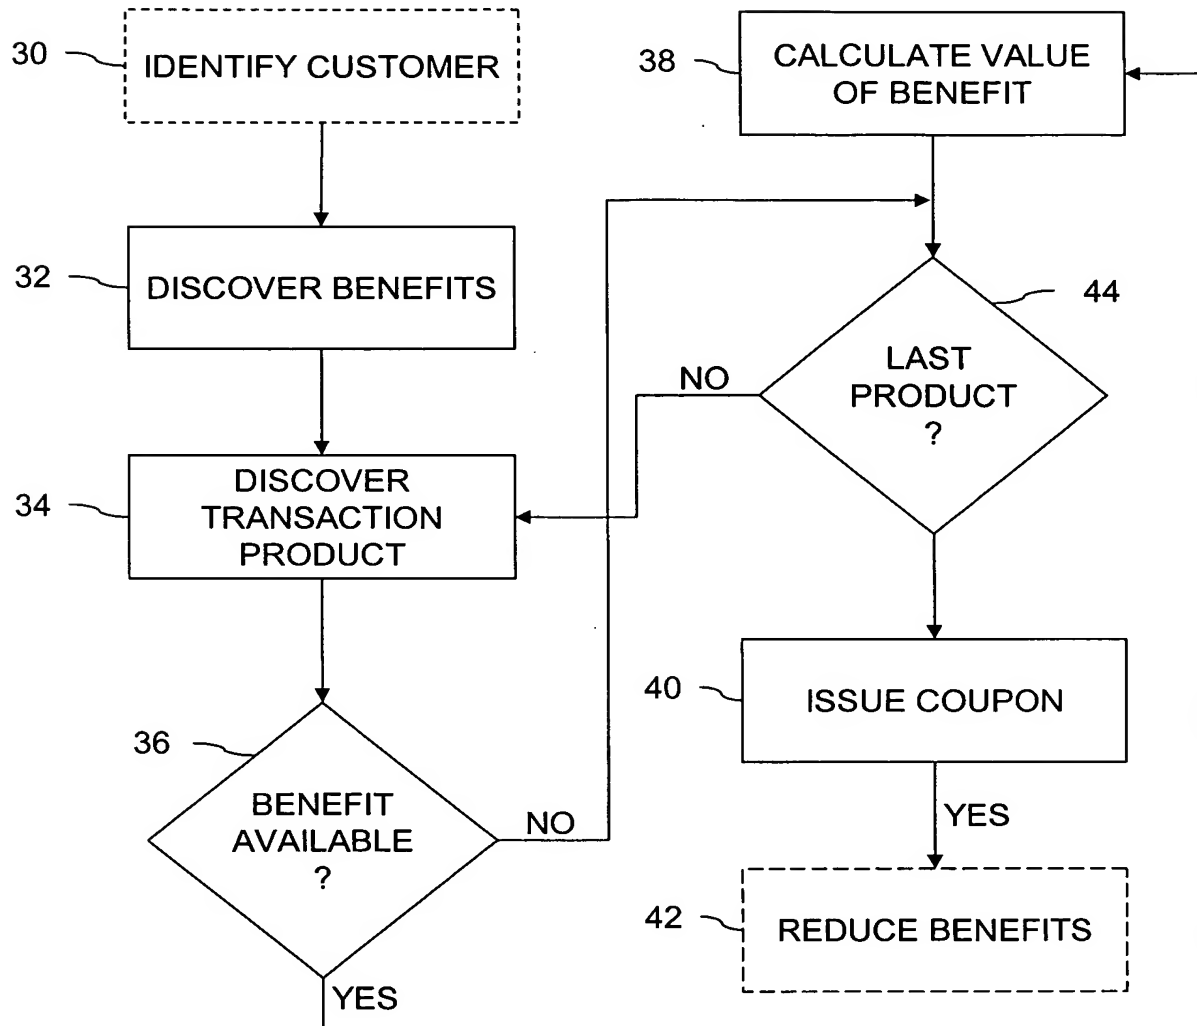 30
IDENTIFY CUSTOMER
32
DISCOVER BENEFITS
34
DISCOVER
TRANSACTION
PRODUCT
36
BENEFIT
AVAILABLE
?
NO
YES
38
CALCULATE VALUE
OF BENEFIT
44
LAST
PRODUCT
?
NO
40
ISSUE COUPON
YES
42
REDUCE BENEFITS